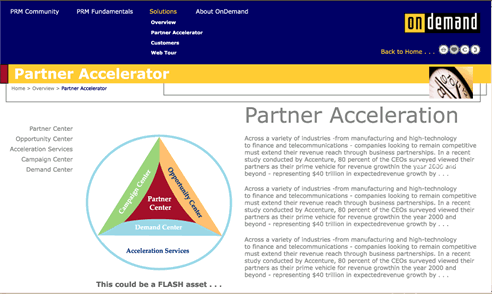 PRM Community PRM Fundamentals Solutions About OnDemand
Overview
Partner Accelerator
Customers
Web Tour
on demand
Back to Home . . .
Partner Accelerator
Home > Overview > Partner Accelerator
Partner Center
Opportunity Center
Acceleration Services
Campaign Center
Demand Center
Campaign Center
Opportunity Center
Partner
Center
Demand Center
Acceleration Services
This could be a FLASH asset . . .
Partner Acceleration
Across a variety of industries -from manufacturing and high-technology
to finance and telecommunications - companies looking to remain competitive
must extend their revenue reach through business partnerships. In a recent
study conducted by Accenture, 80 percent of the CEOs surveyed viewed their
partners as their prime vehicle for revenue growthin the year 2000 and
beyond - representing $40 trillion in expectedrevenue growth by . . .
Across a variety of industries -from manufacturing and high-technology
to finance and telecommunications - companies looking to remain competitive
must extend their revenue reach through business partnerships. In a recent
study conducted by Accenture, 80 percent of the CEOs surveyed viewed their
partners as their prime vehicle for revenue growthin the year 2000 and
beyond - representing $40 trillion in expectedrevenue growth by . . .
Across a variety of industries -from manufacturing and high-technology
to finance and telecommunications - companies looking to remain competitive
must extend their revenue reach through business partnerships. In a recent
study conducted by Accenture, 80 percent of the CEOs surveyed viewed their
partners as their prime vehicle for revenue growthin the year 2000 and
beyond - representing $40 trillion in expectedrevenue growth by . . .